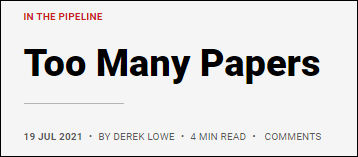 IN THE PIPELINE
Too Many Papers
19 JUL 2021 • BY DEREK LOWE • 4 MIN READ • COMMENTS